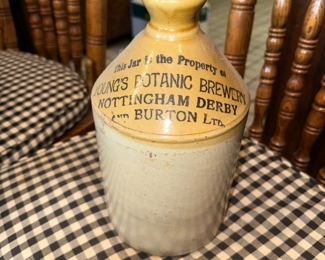 This Jar is the Property of
YOUNG'S BOTANIC BREWERY
NOTTINGHAM DERBY
AND BURTON LTD.